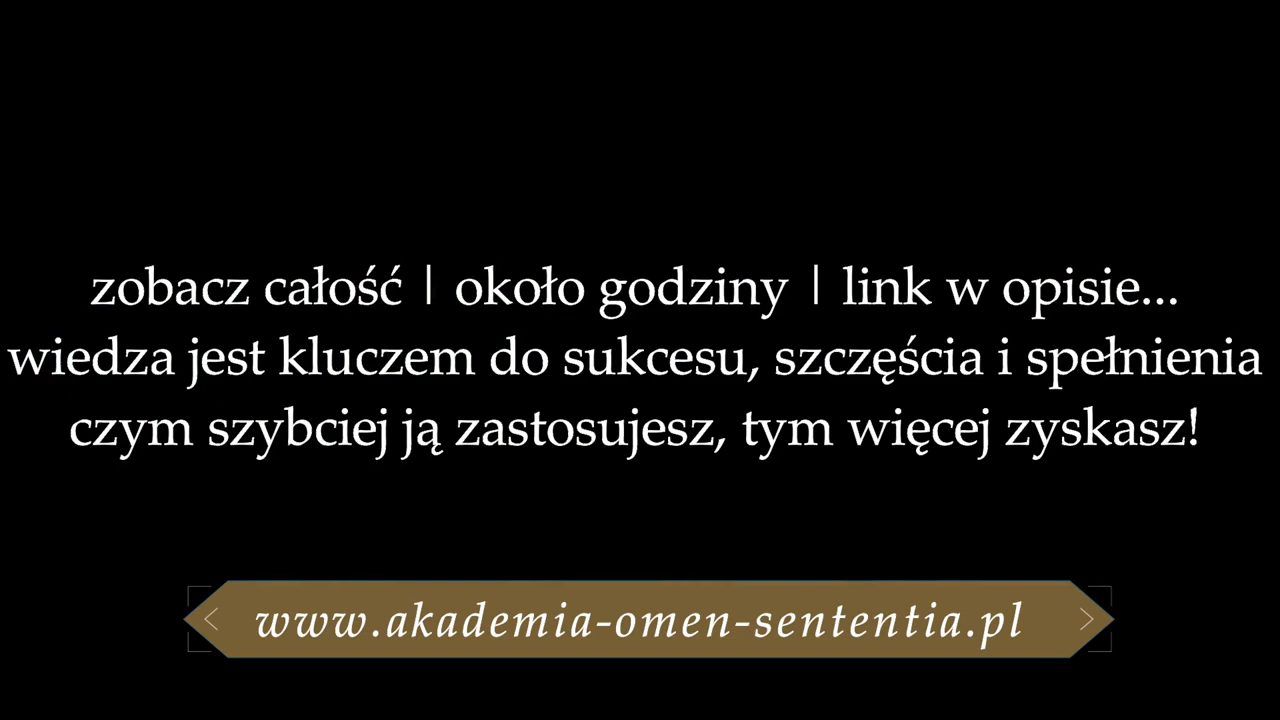 zobacz całość | około godziny | link w opisie...
wiedza jest kluczem do sukcesu, szczęścia i spełnienia
czym szybciej ją zastosujesz, tym więcej zyskasz!
www.akademia-omen-sententia.pl